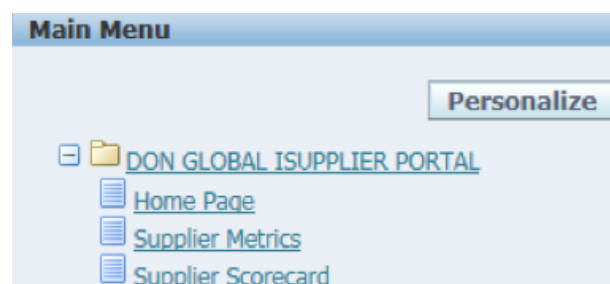 Main Menu
Personalize
DON GLOBAL ISUPPLIER PORTAL
Home Page
Supplier Metrics
Supplier Scorecard